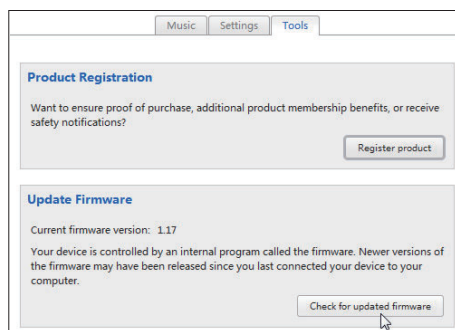 Music Settings Tools
Product Registration
Want to ensure proof of purchase, additional product membership benefits, or receive
safety notifications?
Register product
Update Firmware
Current firmware version: 1.17
Your device is controlled by an internal program called the firmware. Newer versions of
the firmware may have been released since you last connected your device to your
computer.
Check for updated firmware